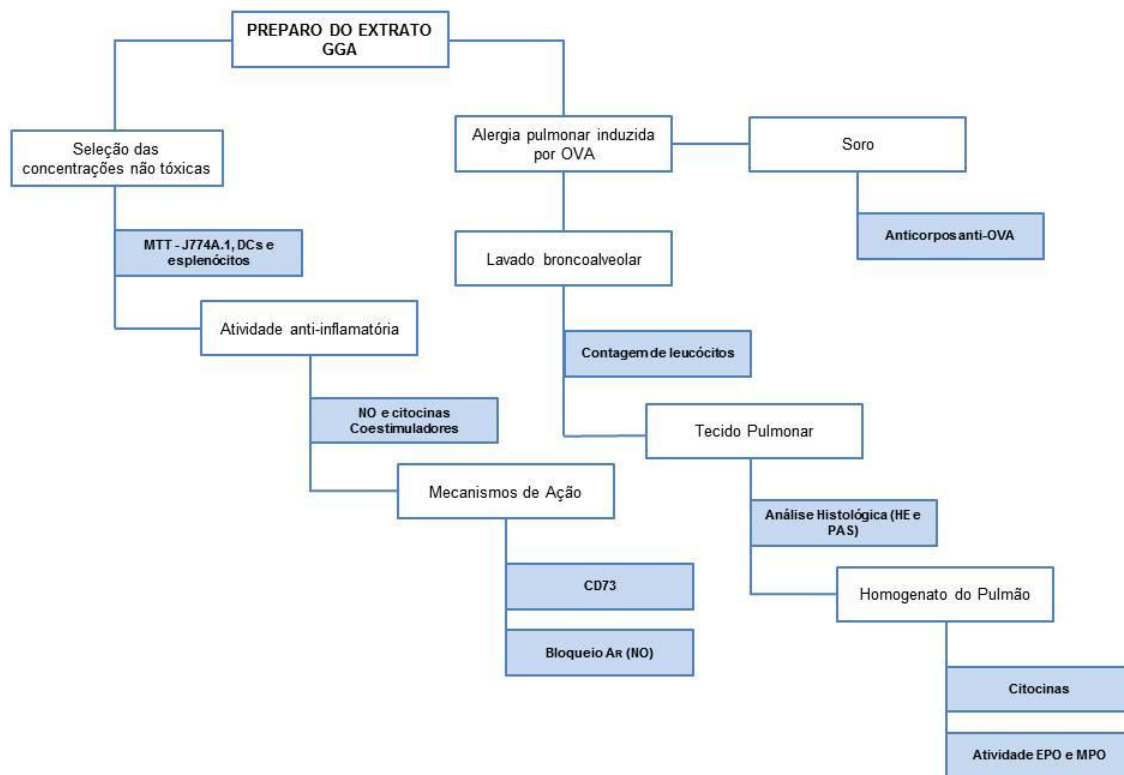 PREPARO DO EXTRATO
GGA
Seleção das
concentrações não tóxicas
MTT - J774A.1, DCs e
esplenócitos
Atividade anti-inflamatória
NO e citocinas
Coestimuladores
Mecanismos de Ação
CD73
Bloqueio AR (NO)
Alergia pulmonar induzida
por OVA
Soro
Anticorpos anti-OVA
Lavado broncoalveolar
Contagem de leucócitos
Tecido Pulmonar
Análise Histológica (HE e
PAS)
Homogenato do Pulmão
Citocinas
Atividade EPO e MPO